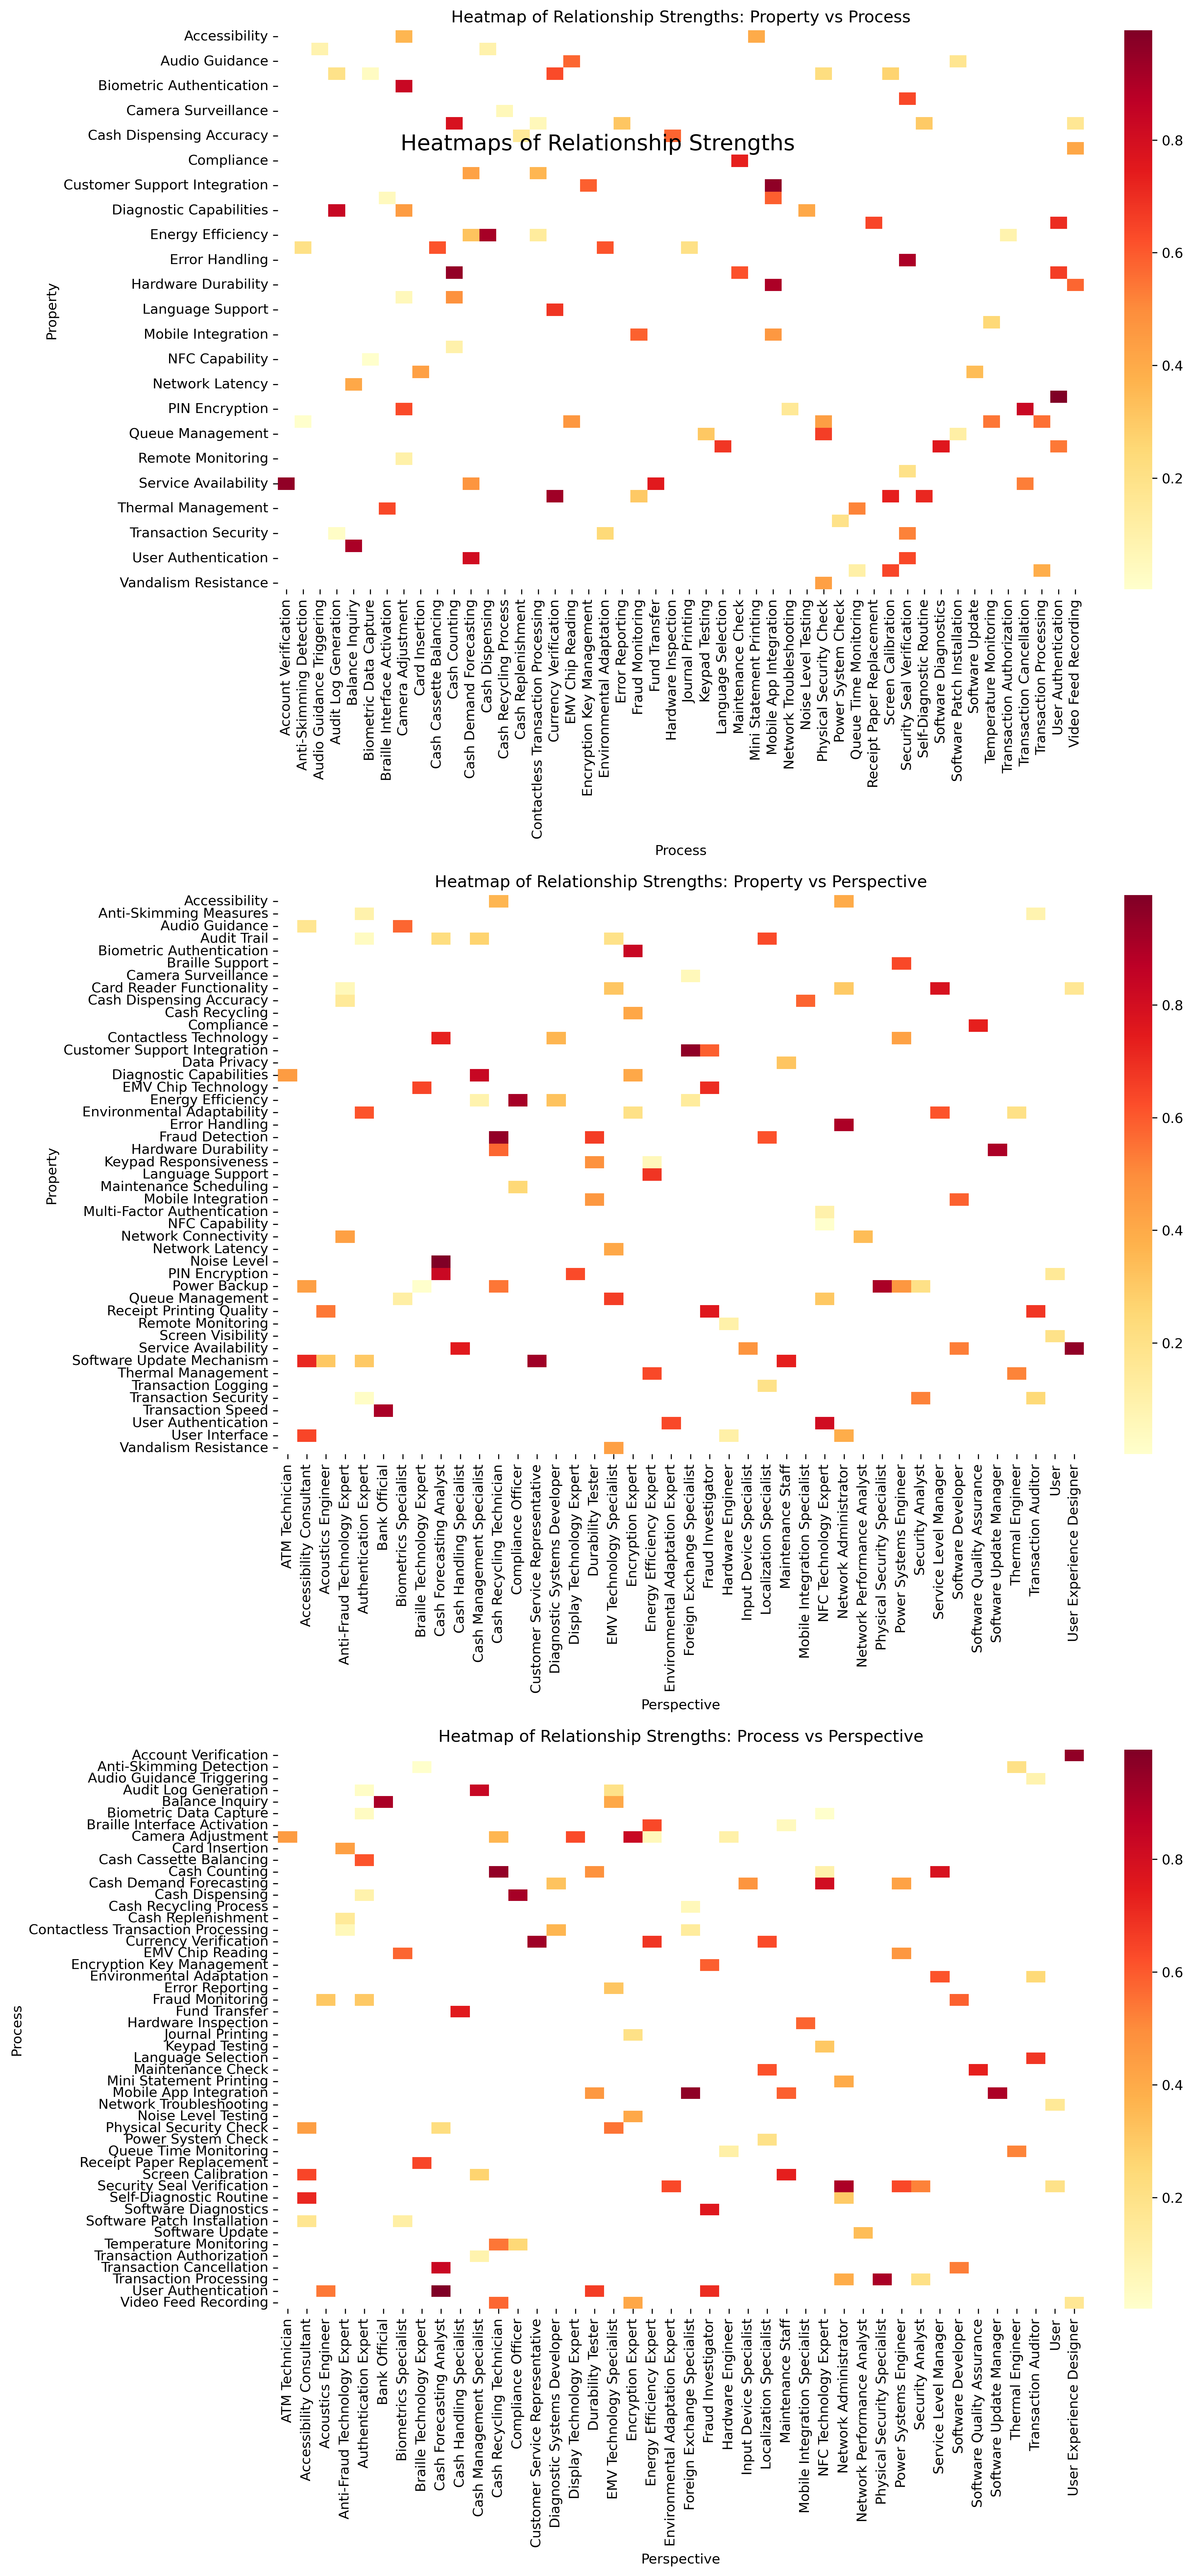 Heatmap of Relationship Strengths: Property vs Process
Heatmaps of Relationship Strengths
Property
Accessibility
Audio Guidance
Biometric Authentication
Camera Surveillance
Cash Dispensing Accuracy
Compliance
Customer Support Integration
Diagnostic Capabilities
Energy Efficiency
Error Handling
Hardware Durability
Language Support
Mobile Integration
NFC Capability
Network Latency
PIN Encryption
Queue Management
Remote Monitoring
Service Availability
Thermal Management
Transaction Security
User Authentication
Vandalism Resistance
0.8
0.6
0.4
0.2
Account Verification
Anti-Skimming Detection
Audio Guidance Triggering
Audit Log Generation
Balance Inquiry
Biometric Data Capture
Braille Interface Activation
Camera Adjustment
Card Insertion
Cash Cassette Balancing
Cash Counting
Cash Demand Forecasting
Cash Dispensing
Cash Recycling Process
Cash Replenishment
Contactless Transaction Processing
Currency Verification
EMV Chip Reading
Encryption Key Management
Environmental Adaptation
Error Reporting
Fraud Monitoring
Fund Transfer
Hardware Inspection
Journal Printing
Keypad Testing
Language Selection
Maintenance Check
Mini Statement Printing
Mobile App Integration
Network Troubleshooting
Noise Level Testing
Physical Security Check
Power System Check
Queue Time Monitoring
Receipt Paper Replacement
Screen Calibration
Security Seal Verification
Self-Diagnostic Routine
Software Diagnostics
Software Patch Installation
Software Update
Temperature Monitoring
Transaction Authorization
Transaction Cancellation
Transaction Processing
User Authentication
Video Feed Recording
Process
Heatmap of Relationship Strengths: Property vs Perspective
Property
Accessibility
Anti-Skimming Measures
Audio Guidance
Audit Trail
Biometric Authentication
Braille Support
Camera Surveillance
Card Reader Functionality
Cash Dispensing Accuracy
Cash Recycling
Compliance
Contactless Technology
Customer Support Integration
Data Privacy
Diagnostic Capabilities
EMV Chip Technology
Energy Efficiency
Environmental Adaptability
Error Handling
Fraud Detection
Hardware Durability
Keypad Responsiveness
Language Support
Maintenance Scheduling
Mobile Integration
Multi-Factor Authentication
NFC Capability
Network Connectivity
Network Latency
Noise Level
PIN Encryption
Power Backup
Queue Management
Receipt Printing Quality
Remote Monitoring
Screen Visibility
Service Availability
Software Update Mechanism
Thermal Management
Transaction Logging
Transaction Security
Transaction Speed
User Authentication
User Interface
Vandalism Resistance
0.8
0.6
0.4
0.2
ATM Technician
Accessibility Consultant
Acoustics Engineer
Anti-Fraud Technology Expert
Authentication Expert
Bank Official
Biometrics Specialist
Braille Technology Expert
Cash Forecasting Analyst
Cash Handling Specialist
Cash Management Specialist
Cash Recycling Technician
Compliance Officer
Customer Service Representative
Diagnostic Systems Developer
Display Technology Expert
Durability Tester
EMV Technology Specialist
Encryption Expert
Energy Efficiency Expert
Environmental Adaptation Expert
Foreign Exchange Specialist
Fraud Investigator
Hardware Engineer
Input Device Specialist
Localization Specialist
Maintenance Staff
Mobile Integration Specialist
NFC Technology Expert
Network Administrator
Network Performance Analyst
Physical Security Specialist
Power Systems Engineer
Security Analyst
Service Level Manager
Software Developer
Software Quality Assurance
Software Update Manager
Thermal Engineer
Transaction Auditor
User
User Experience Designer
Perspective
Heatmap of Relationship Strengths: Process vs Perspective
Process
Account Verification
Anti-Skimming Detection
Audio Guidance Triggering
Audit Log Generation
Balance Inquiry
Biometric Data Capture
Braille Interface Activation
Camera Adjustment
Card Insertion
Cash Cassette Balancing
Cash Counting
Cash Demand Forecasting
Cash Dispensing
Cash Recycling Process
Cash Replenishment
Contactless Transaction Processing
Currency Verification
EMV Chip Reading
Encryption Key Management
Environmental Adaptation
Error Reporting
Fraud Monitoring
Fund Transfer
Hardware Inspection
Journal Printing
Keypad Testing
Language Selection
Maintenance Check
Mini Statement Printing
Mobile App Integration
Network Troubleshooting
Noise Level Testing
Physical Security Check
Power System Check
Queue Time Monitoring
Receipt Paper Replacement
Screen Calibration
Security Seal Verification
Self-Diagnostic Routine
Software Diagnostics
Software Patch Installation
Software Update
Temperature Monitoring
Transaction Authorization
Transaction Cancellation
Transaction Processing
User Authentication
Video Feed Recording
0.8
0.6
0.4
0.2
ATM Technician
Accessibility Consultant
Acoustics Engineer
Anti-Fraud Technology Expert
Authentication Expert
Bank Official
Biometrics Specialist
Braille Technology Expert
Cash Forecasting Analyst
Cash Handling Specialist
Cash Management Specialist
Cash Recycling Technician
Compliance Officer
Customer Service Representative
Diagnostic Systems Developer
Display Technology Expert
Durability Tester
EMV Technology Specialist
Encryption Expert
Energy Efficiency Expert
Environmental Adaptation Expert
Foreign Exchange Specialist
Fraud Investigator
Hardware Engineer
Input Device Specialist
Localization Specialist
Maintenance Staff
Mobile Integration Specialist
NFC Technology Expert
Network Administrator
Network Performance Analyst
Physical Security Specialist
Power Systems Engineer
Security Analyst
Service Level Manager
Software Developer
Software Quality Assurance
Software Update Manager
Thermal Engineer
Transaction Auditor
User
User Experience Designer
Perspective